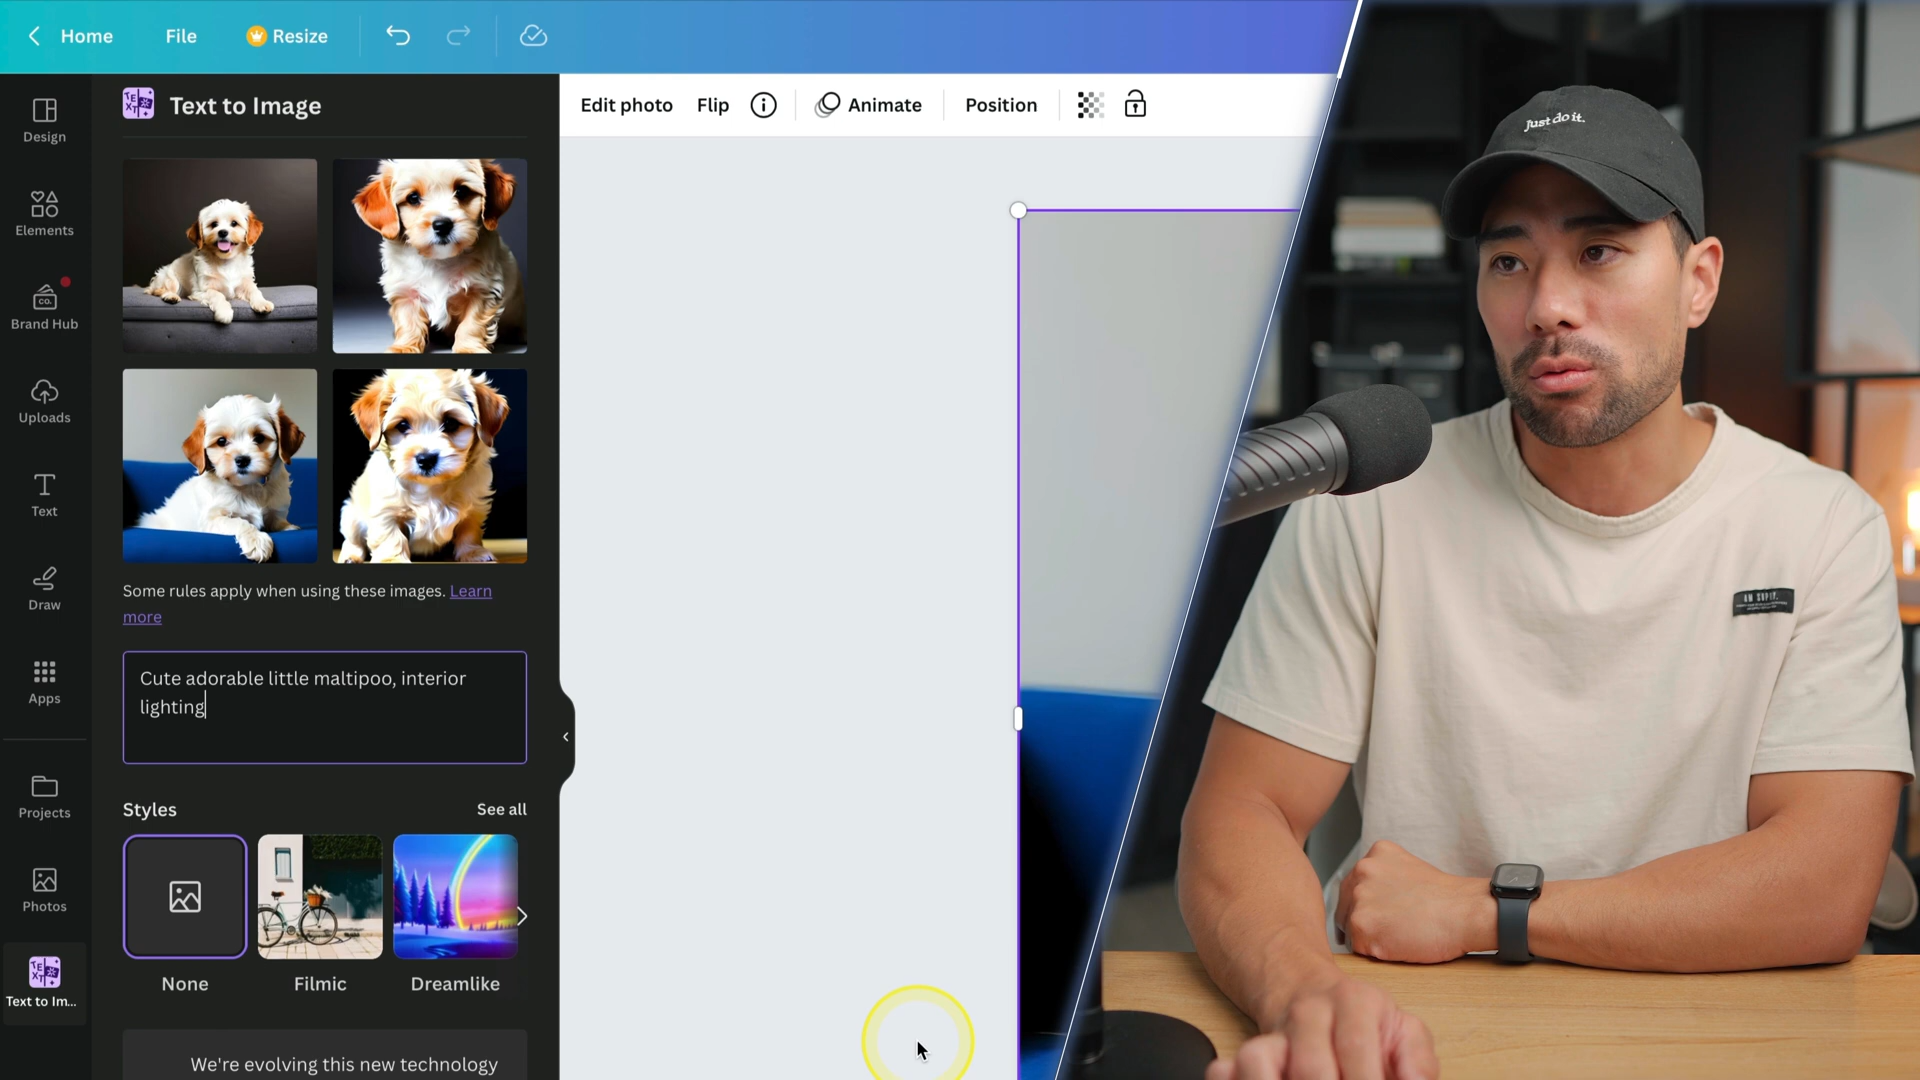 Home File Resize
Text to Image
Edit photo Flip Animate Position
Design
Elements
CO.
Brand Hub
Uploads
Text
Draw
Apps
Projects
Photos
TEXT
Text to Im...
Some rules apply when using these images. Learn
more
Cute adorable little maltipoo, interior
lighting
Styles See all
None Filmic Dreamlike
We're evolving this new technology
Just do it.